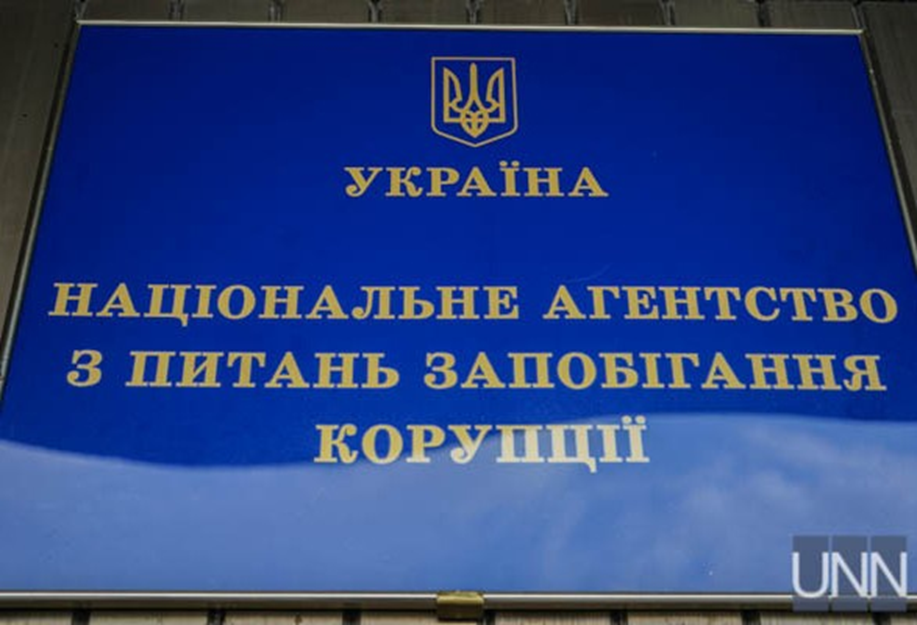 УКРАЇНА
НАЦІОНАЛЬНЕ АГЕНТСТВО
З ПИТАНЬ ЗАПОБІГАННЯ
КОРУПЦІЇ
UNN